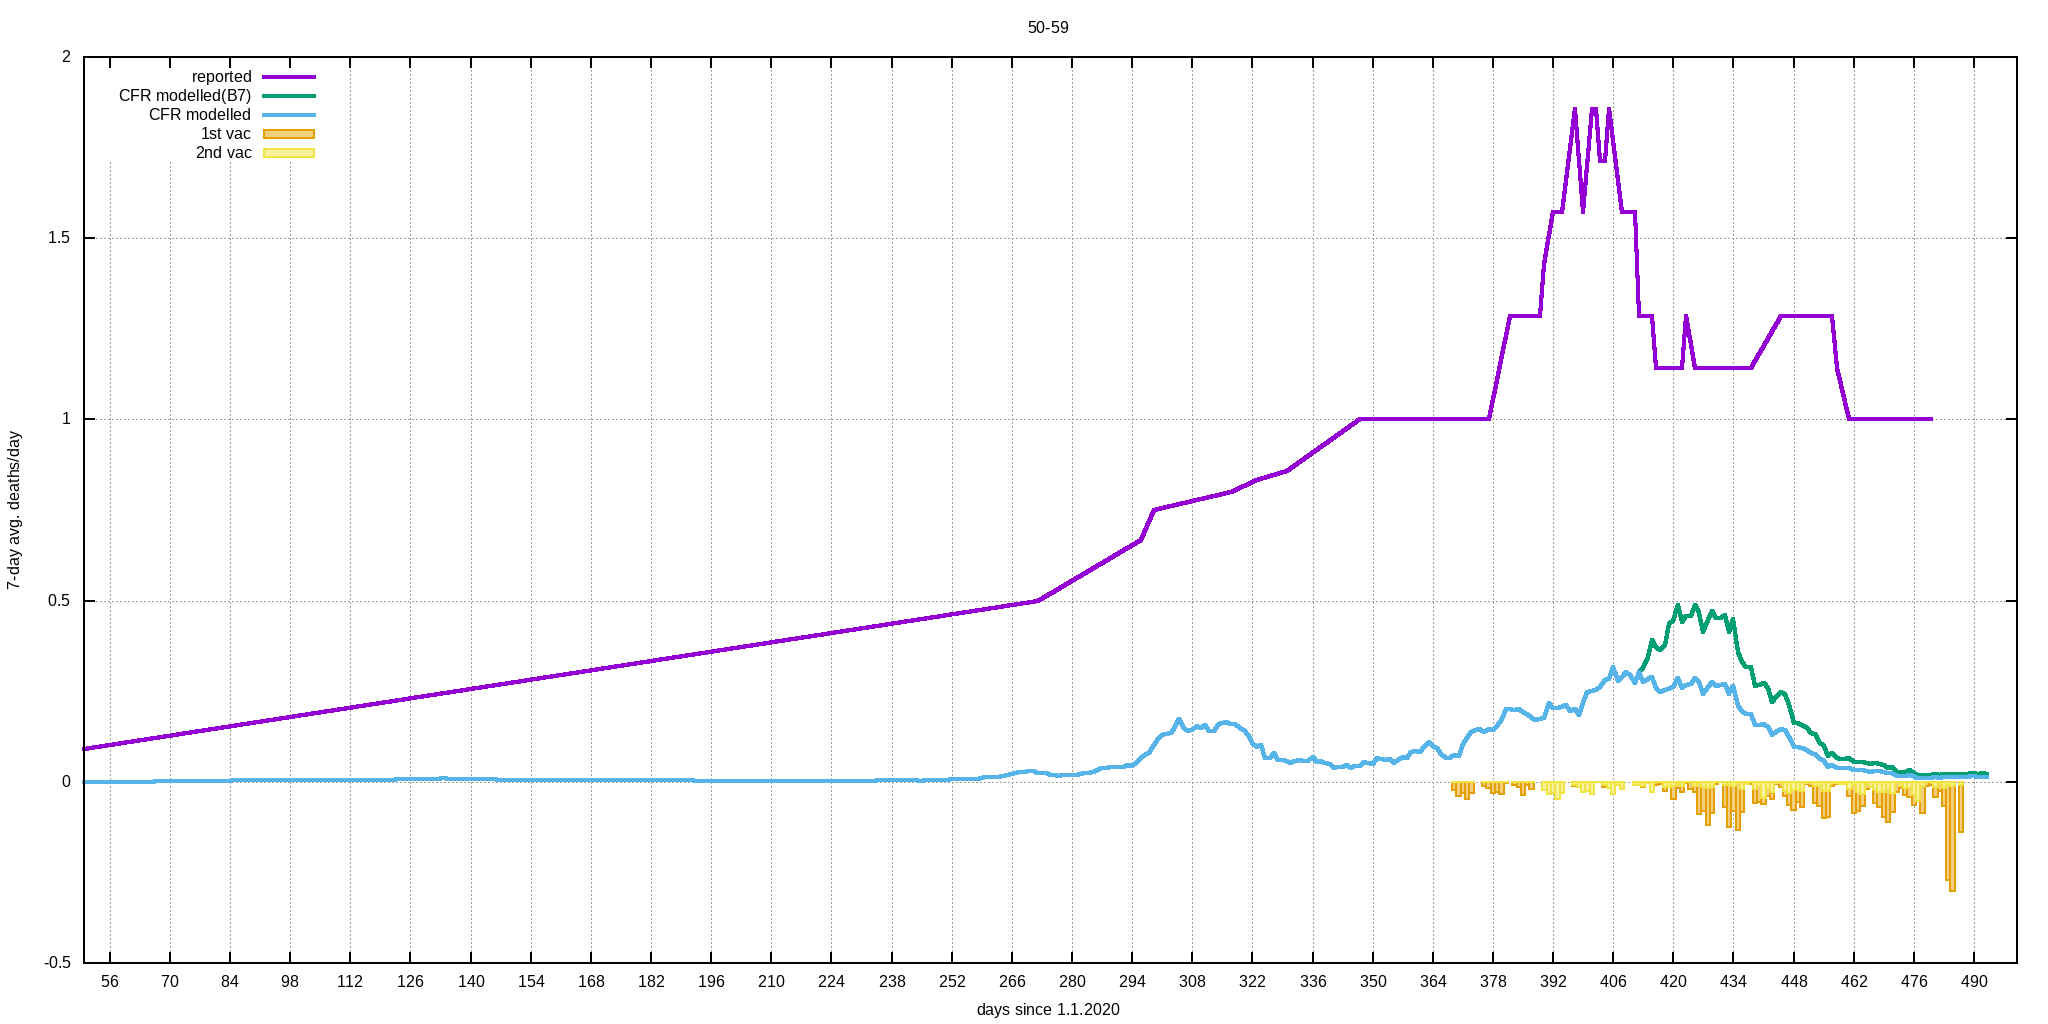 50-59
2
reported
CFR modelled(B7)
CFR modelled
1st vac
2nd vac
1.5
1
7-day avg. deaths/day
0.5
0
-0.5
56 70 84 98 112 126 140 154 168 182 196 210 224 238 252 266 280 294 308 322 336 350 364 378 392 406 420 434 448 462 476 490
days since 1.1.2020